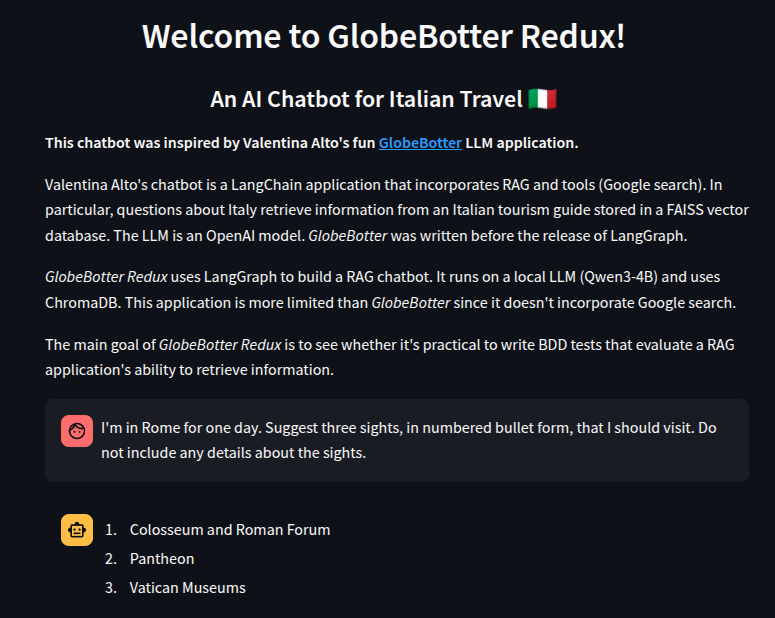 Welcome to GlobeBotter Redux!
An AI Chatbot for Italian Travel 🇮🇹
This chatbot was inspired by Valentina Alto's fun GlobeBotter LLM application.
Valentina Alto's chatbot is a LangChain application that incorporates RAG and tools (Google search). In
particular, questions about Italy retrieve information from an Italian tourism guide stored in a FAISS vector
database. The LLM is an OpenAI model. GlobeBotter was written before the release of LangGraph.
GlobeBotter Redux uses LangGraph to build a RAG chatbot. It runs on a local LLM (Qwen3-4B) and uses
ChromaDB. This application is more limited than GlobeBotter since it doesn't incorporate Google search.
The main goal of GlobeBotter Redux is to see whether it's practical to write BDD tests that evaluate a RAG
application's ability to retrieve information.
I'm in Rome for one day. Suggest three sights, in numbered bullet form, that I should visit. Do
not include any details about the sights.
1. Colosseum and Roman Forum
2. Pantheon
3. Vatican Museums